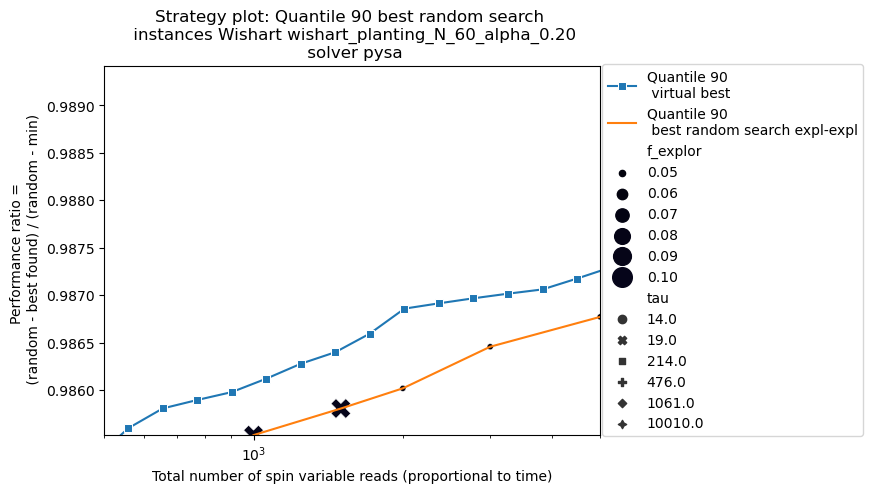 Strategy plot: Quantile 90 best random search
instances Wishart wishart_planting_N_60_alpha_0.20
solver pysa
Performance ratio =
(random - best found) / (random - min)
0.9890
0.9885
0.9880
0.9875
0.9870
0.9865
0.9860
10^3
Total number of spin variable reads (proportional to time)
Quantile 90
virtual best
Quantile 90
best random search expl-expl
f_explor
0.05
0.06
0.07
0.08
0.09
0.10
tau
14.0
19.0
214.0
476.0
1061.0
10010.0